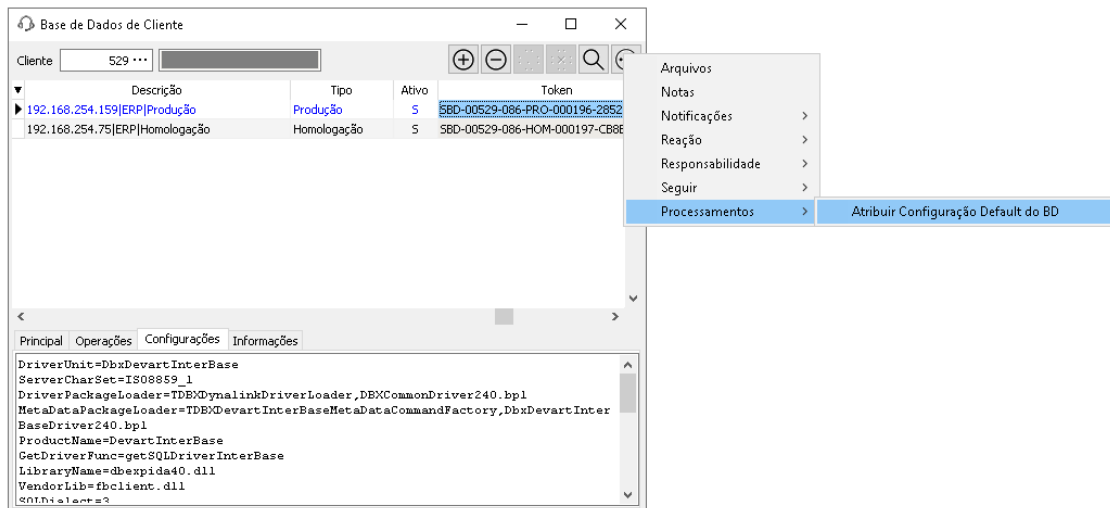 Base de Dados de Cliente
Cliente 529 ...
Descrição Tipo Ativo Token
192.168.254.159|ERP|Produção Produção S SBD-00529-086-PRO-000196-2852
192.168.254.75|ERP|Homologação Homologação S SBD-00529-086-HOM-000197-CB8E
Arquivos
Notas
Notificações
Reação
Responsabilidade
Seguir
Processamentos
Atribuir Configuração Default do BD
Principal Operações Configurações Informações
DriverUnit=DbxDevartInterBase
ServerCharSet=ISO8859_1
DriverPackageLoader=TDBXDynalinkDriverLoader,DBXCommonDriver240.bpl
MetaDataPackageLoader=TDBXDevartInterBaseMetaDataCommandFactory,DbxDevartInter
BaseDriver240.bpl
ProductName=DevartInterBase
GetDriverFunc=getSQLDriverInterBase
LibraryName=dbexpida40.dll
VendorLib=fbclient.dll
SQLDialect=3